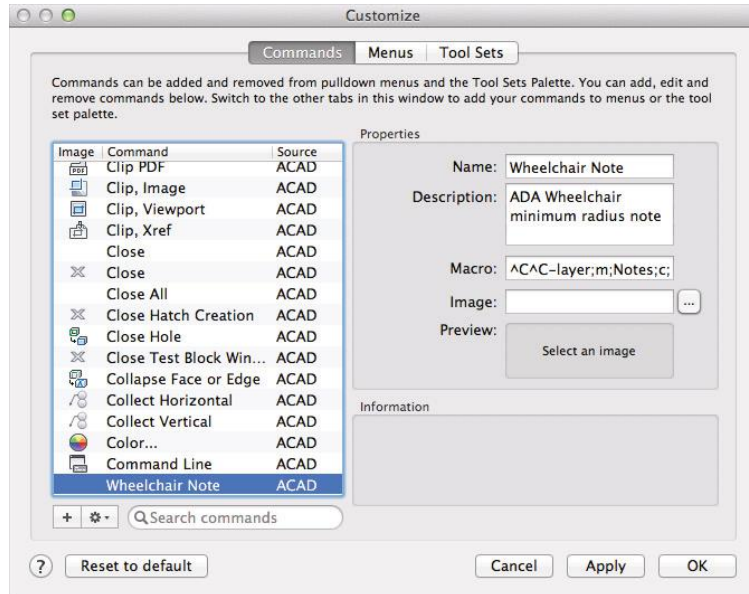 Customize
Commands Menus Tool Sets
Commands can be added and removed from pulldown menus and the Tool Sets Palette. You can add, edit and
remove commands below. Switch to the other tabs in this window to add your commands to menus or the tool
set palette.
Image Command Source
PDF Clip PDF ACAD
Clip, Image ACAD
Clip, Viewport ACAD
Clip, Xref ACAD
Close ACAD
Close ACAD
Close All ACAD
Close Hatch Creation ACAD
Close Hole ACAD
Close Test Block Win... ACAD
Collapse Face or Edge ACAD
Collect Horizontal ACAD
Collect Vertical ACAD
Color... ACAD
Command Line ACAD
Wheelchair Note ACAD
+ Search commands
Properties
Name: Wheelchair Note
Description: ADA Wheelchair
minimum radius note
Macro: ^C^C-layer;m;Notes;c;
Image: ...
Preview: Select an image
Information
? Reset to default Cancel Apply OK